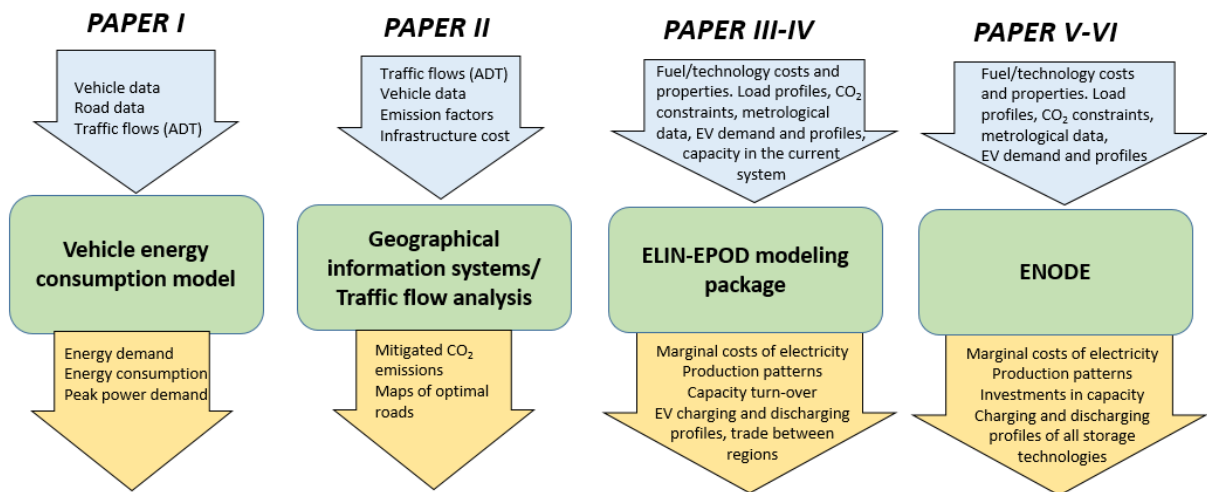 PAPER I
Vehicle data
Road data
Traffic flows (ADT)
Vehicle energy
consumption model
Energy demand
Energy consumption
Peak power demand
PAPER II
Traffic flows (ADT)
Vehicle data
Emission factors
Infrastructure cost
Geographical
information systems/
Traffic flow analysis
Mitigated CO₂
emissions
Maps of optimal
roads
PAPER III-IV
Fuel/technology costs and
properties. Load profiles, CO₂
constraints, metrological
data, EV demand and profiles,
capacity in the current
system
ELIN-EPOD modeling
package
Marginal costs of electricity
Production patterns
Capacity turn-over
EV charging and discharging
profiles, trade between
regions
PAPER V-VI
Fuel/technology costs
and properties. Load
profiles, CO₂ constraints,
metrological data,
EV demand and profiles
ENODE
Marginal costs of electricity
Production patterns
Investments in capacity
Charging and discharging
profiles of all storage
technologies